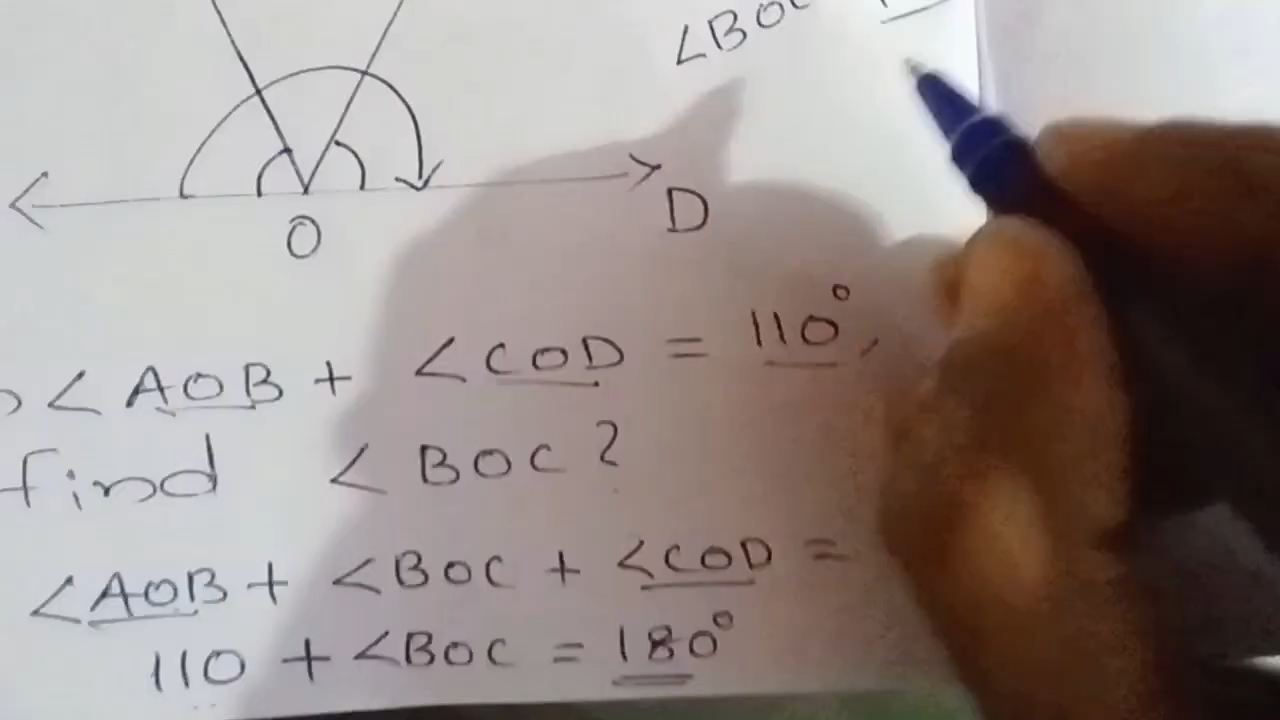 ∠BOC
O
D
∠AOB + ∠COD = 110°,
find ∠BOC?
∠AOB + ∠BOC + ∠COD =
110 + ∠BOC = 180°